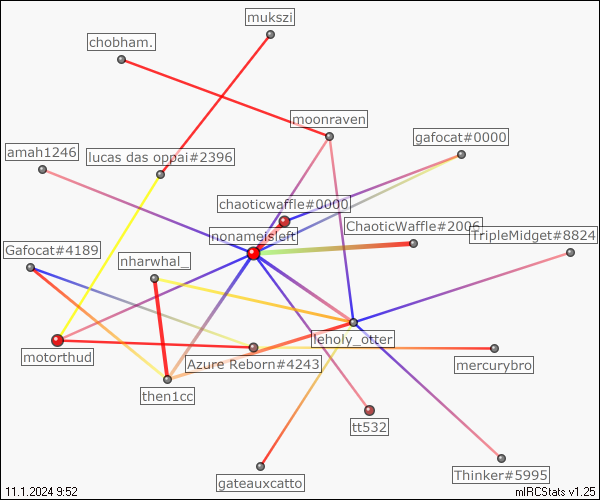 mukszi
chobham.
moonraven
gafocat#0000
amah1246
lucas das oppai#2396
chaoticwaffle#0000
ChaoticWaffle#2006
nonameisleft
TripleMidget#8824
Gafocat#4189
nharwhal_
leholy_otter
motorthud
Azure Reborn#4243
mercurybro
then1cc
tt532
Thinker#5995
gateauxcatto
11.1.2024 9:52
mIRCStats v1.25